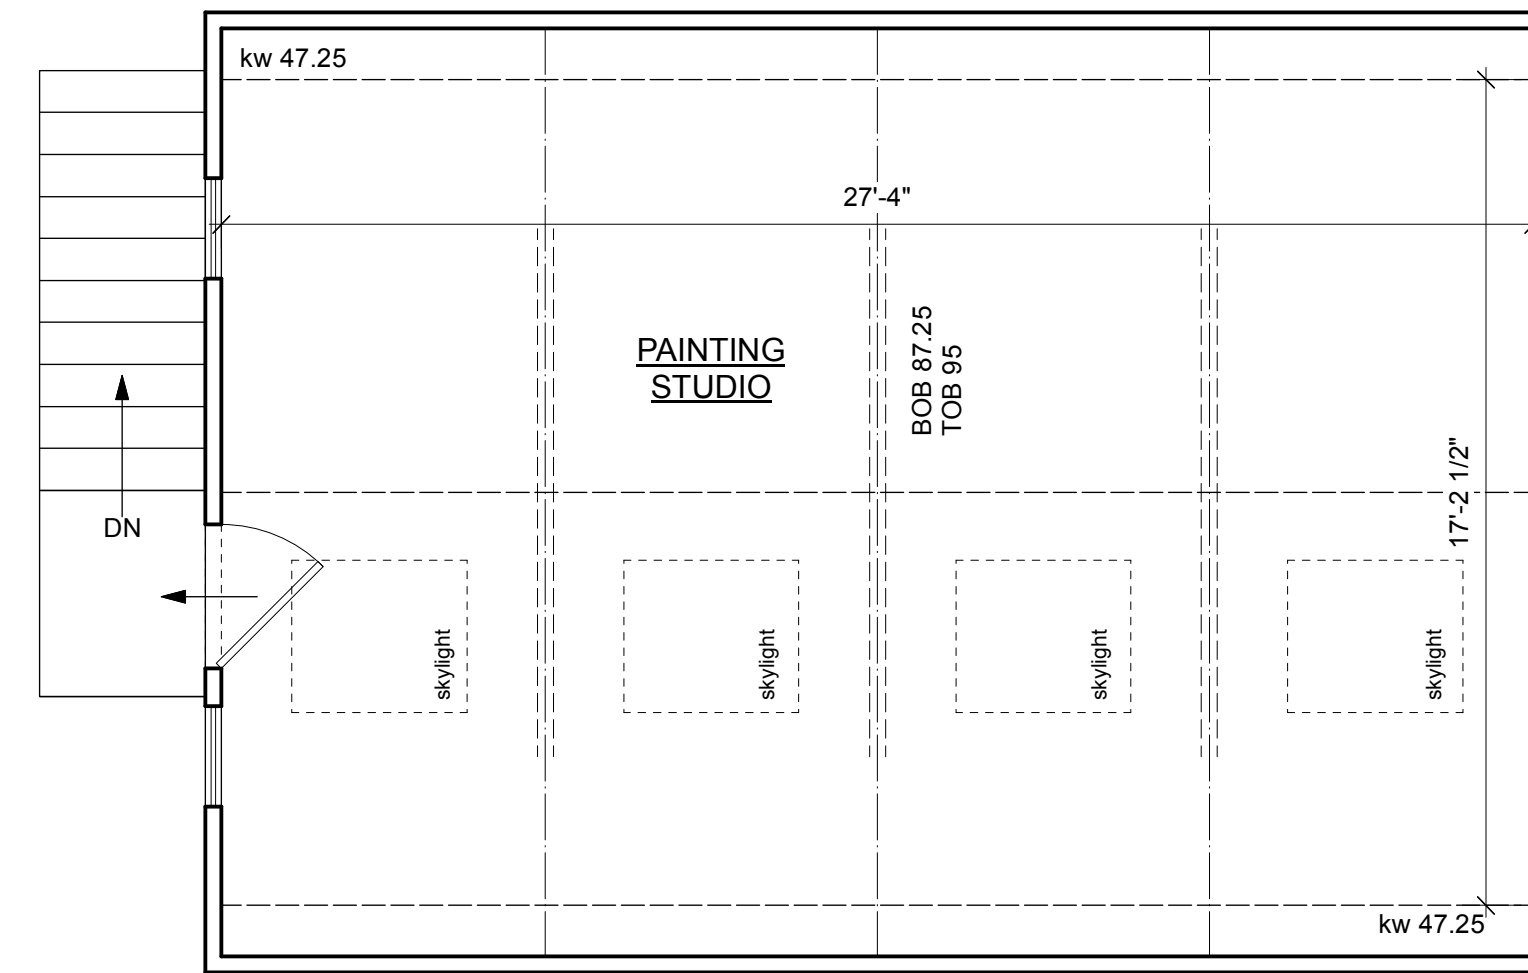 kw 47.25
27'-4"
PAINTING
STUDIO
BOB 87.25
TOB 95
17'-2 1/2"
DN
skylight
skylight
skylight
skylight
kw 47.25